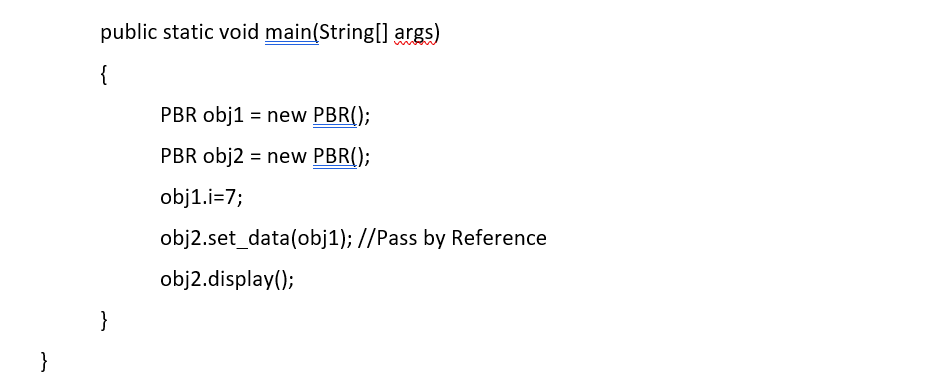 public static void main(String[] args)
{
PBR obj1 = new PBR();
PBR obj2 = new PBR();
obj1.i=7;
obj2.set_data(obj1); //Pass by Reference
obj2.display();
}
}